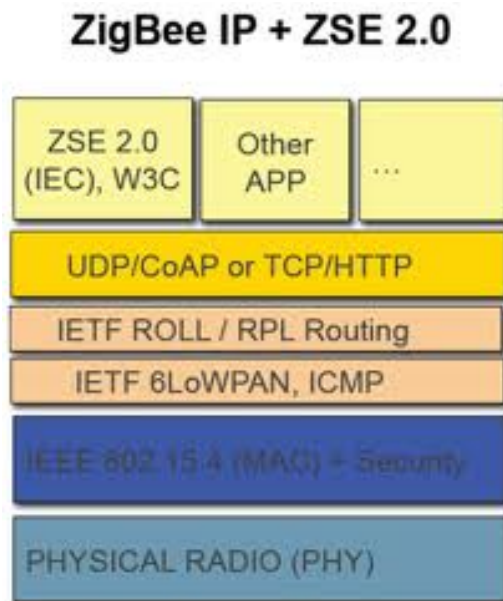 ZigBee IP + ZSE 2.0
ZSE 2.0
(IEC), W3C
Other
APP
...
UDP/CoAP or TCP/HTTP
IETF ROLL / RPL Routing
IETF 6LoWPAN, ICMP
IEEE 802.15.4 (MAC) + Security
PHYSICAL RADIO (PHY)